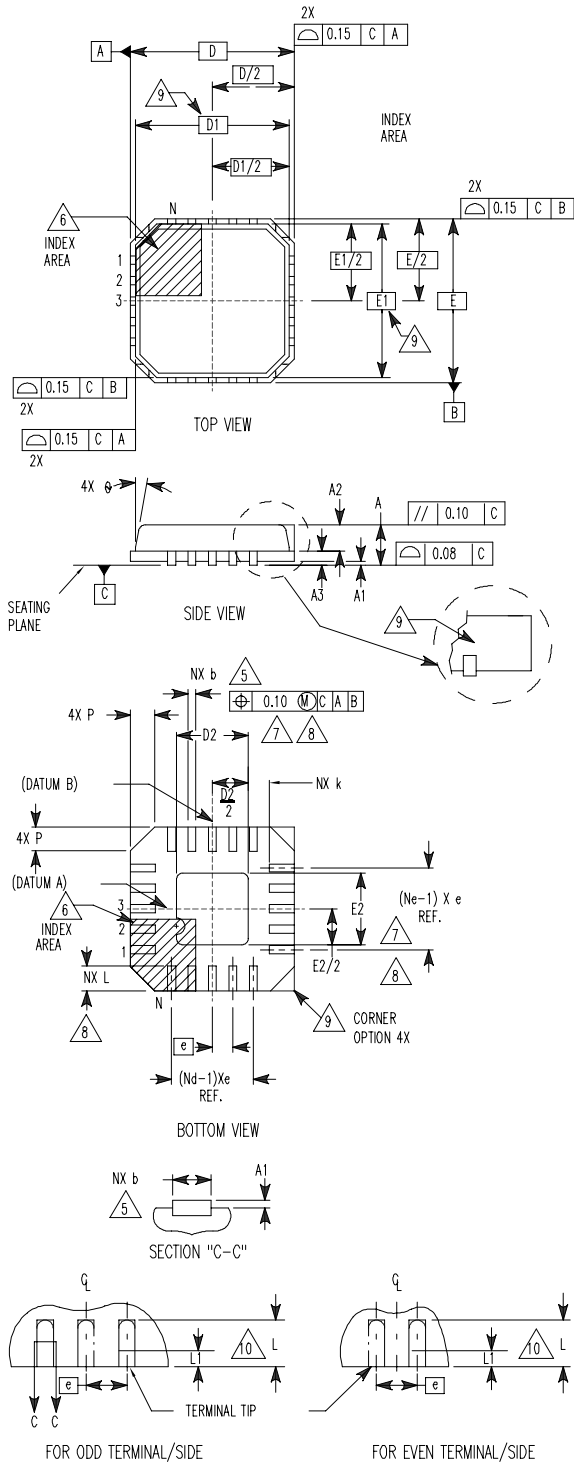 2X
0.15 C A
A
D
D/2
9
D1
INDEX
AREA
D1/2
2X
0.15 C B
6
N
INDEX
AREA
1
2
3
E1/2
E/2
E1
E
9
0.15 C B
2X
B
0.15 C A
2X
TOP VIEW
4X θ
A2
A
// 0.10 C
0.08 C
C
A3
A1
SEATING
PLANE
SIDE VIEW
9
NX b
5
0.10 M C A B
4X P
D2
7
8
(DATUM B)
D2
2
NX k
4X P
(DATUM A)
6
INDEX
AREA
3
2
1
E2
(Ne-1) X e
REF.
7
E2/2
8
NX L
8
N
9
CORNER
OPTION 4X
e
(Nd-1)Xe
REF.
BOTTOM VIEW
NX b
A1
5
SECTION "C-C"
CL
CL
L
10
L1
e
C C
TERMINAL TIP
L
10
L1
e
FOR ODD TERMINAL/SIDE
FOR EVEN TERMINAL/SIDE